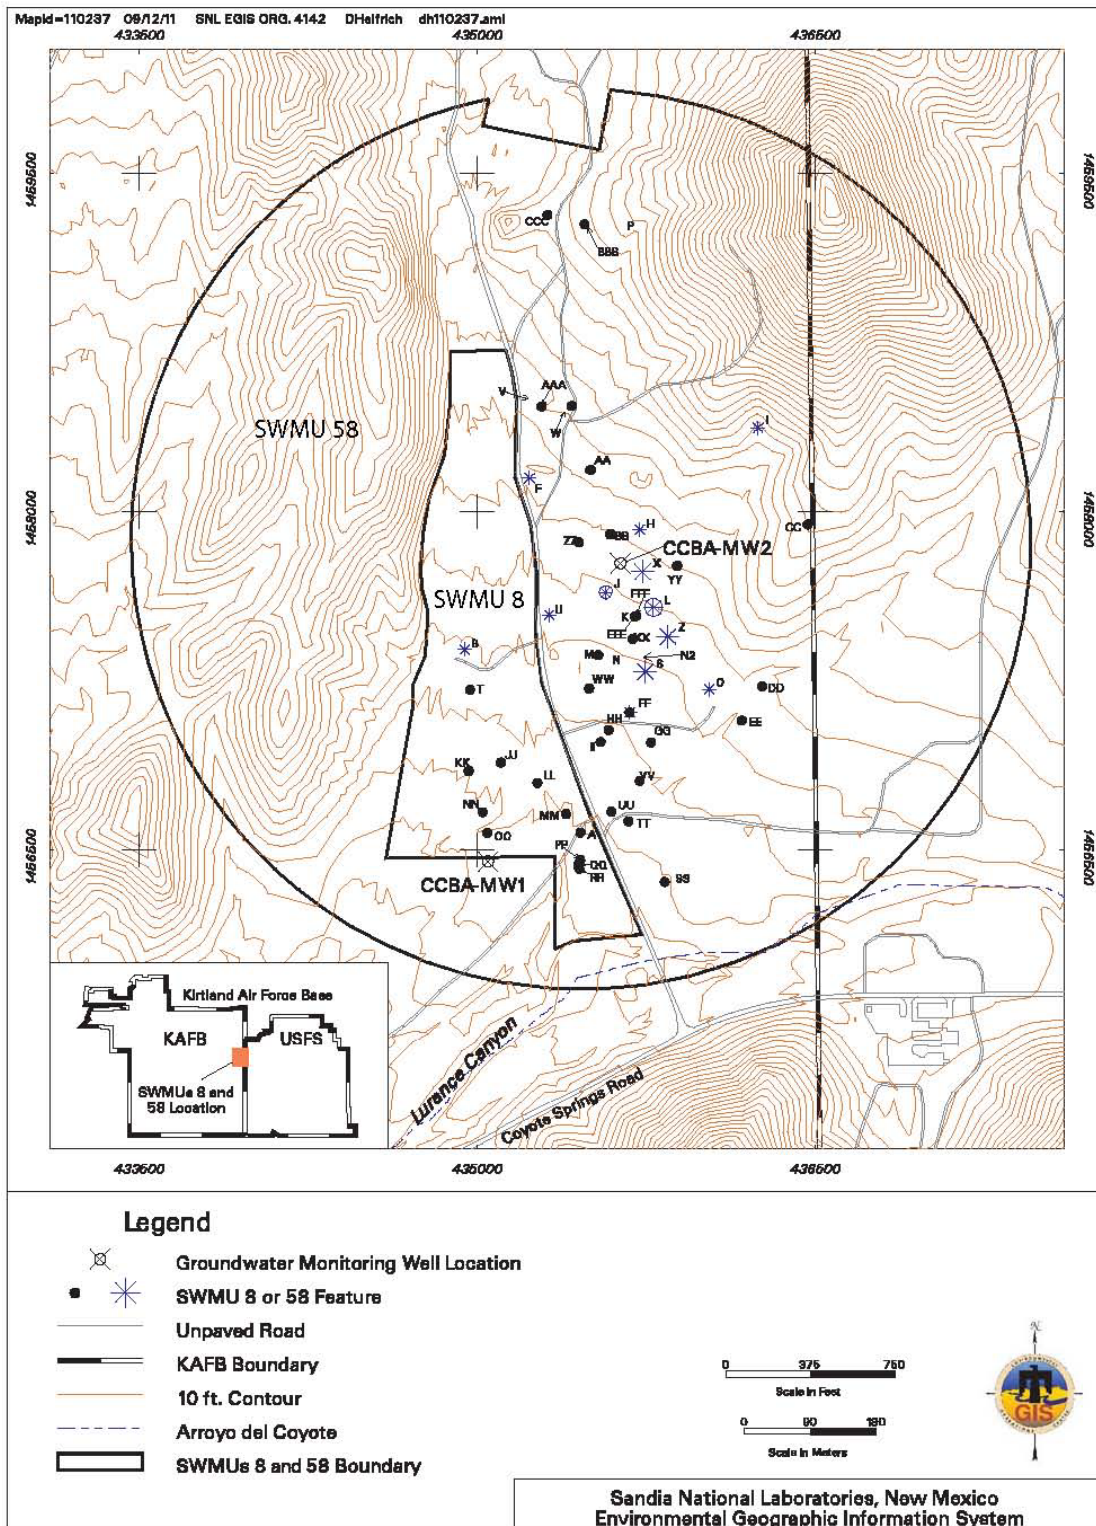 MapId=110237 09/12/11 SNL EGIS ORG. 4142 DHelfrich dh110237.aml
433500 435000 436500
1459500 1459500
CCC
BBB
P
AAA
V
W
I
SWMU 58
AA
F
1458000 1458000
CC
H
BB
ZZ
CCBA-MW2
X
YY
J
FFF
SWMU 8
L
U
K
EEE
XX
Z
B
M
N
N2
S
T
WW
O
DD
FF
EE
HH
II
GG
JJ
KK
LL
VV
NN
MM
UU
TT
OO
A
1456500 1456500
PP
QQ
RR
SS
CCBA-MW1
Kirtland Air Force Base
KAFB
USFS
SWMUs 8 and
58 Location
Lurance Canyon
Coyote Springs Road
433500 435000 436500
Legend
Groundwater Monitoring Well Location
SWMU 8 or 58 Feature
Unpaved Road
KAFB Boundary
10 ft. Contour
Arroyo del Coyote
SWMUs 8 and 58 Boundary
0 375 750
Scale in Feet
0 90 180
Scale in Meters
N
GIS
Sandia National Laboratories, New Mexico
Environmental Geographic Information System